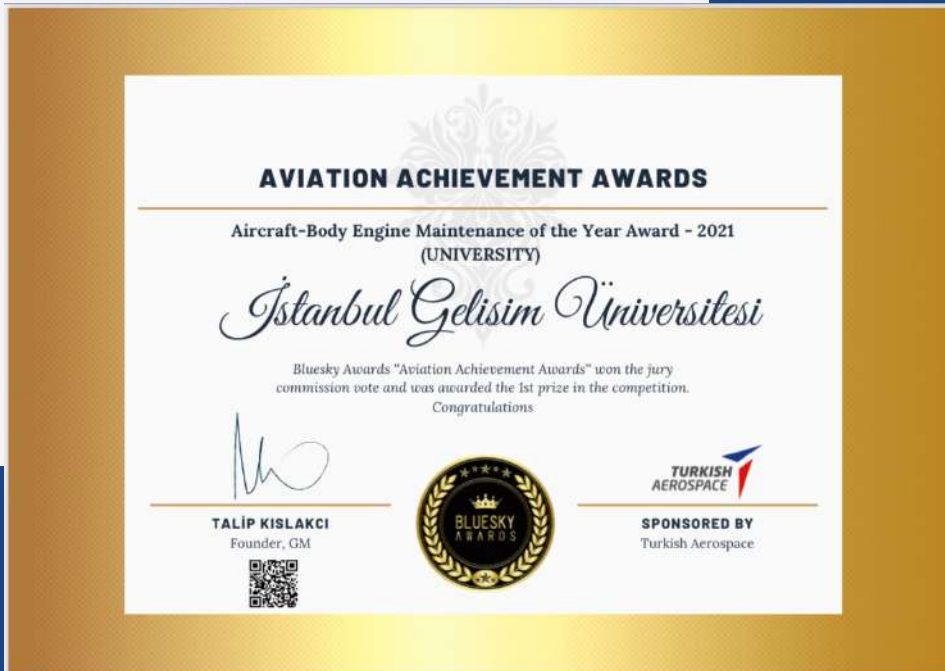 AVIATION ACHIEVEMENT AWARDS
Aircraft-Body Engine Maintenance of the Year Award - 2021
(UNIVERSITY)
İstanbul Gelisim Üniversitesi
Bluesky Awards "Aviation Achievement Awards" won the jury
commission vote and was awarded the 1st prize in the competition.
Congratulations
TALİP KISLAKCI
Founder, GM
BLUESKY
AWARDS
TURKISH
AEROSPACE
SPONSORED BY
Turkish Aerospace